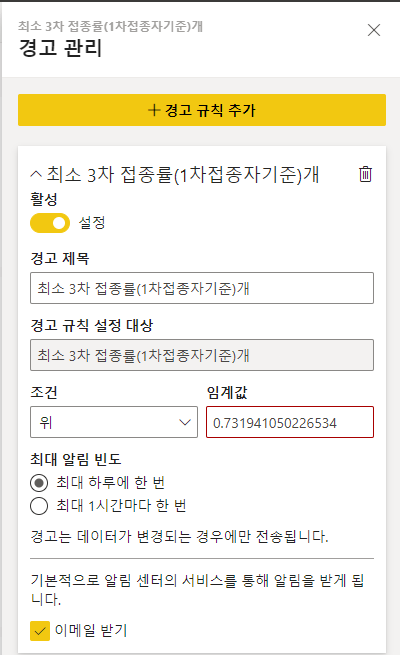 최소 3차 접종률(1차접종자기준)개
경고 관리
+ 경고 규칙 추가
최소 3차 접종률(1차접종자기준)개
활성
설정
경고 제목
최소 3차 접종률(1차접종자기준)개
경고 규칙 설정 대상
최소 3차 접종률(1차접종자기준)개
조건 임계값
위 0.731941050226534
최대 알림 빈도
최대 하루에 한 번
최대 1시간마다 한 번
경고는 데이터가 변경되는 경우에만 전송됩니다.
기본적으로 알림 센터의 서비스를 통해 알림을 받게 됩
니다.
이메일 받기